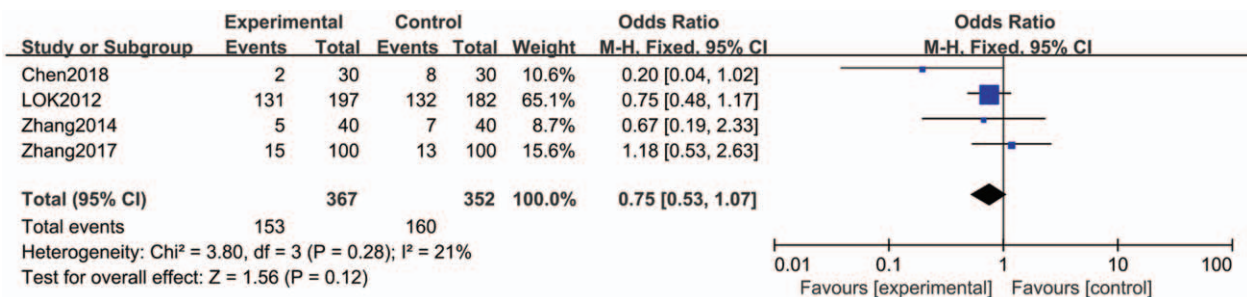 Experimental Control Odds Ratio Odds Ratio
Study or Subgroup Events Total Events Total Weight M-H. Fixed. 95% CI M-H. Fixed. 95% CI
Chen2018 2 30 8 30 10.6% 0.20 [0.04, 1.02]
LOK2012 131 197 132 182 65.1% 0.75 [0.48, 1.17]
Zhang2014 5 40 7 40 8.7% 0.67 [0.19, 2.33]
Zhang2017 15 100 13 100 15.6% 1.18 [0.53, 2.63]
Total (95% CI) 367 352 100.0% 0.75 [0.53, 1.07]
Total events 153 160
Heterogeneity: Chi² = 3.80, df = 3 (P = 0.28); I² = 21%
Test for overall effect: Z = 1.56 (P = 0.12)
0.01 0.1 1 10 100
Favours [experimental] Favours [control]